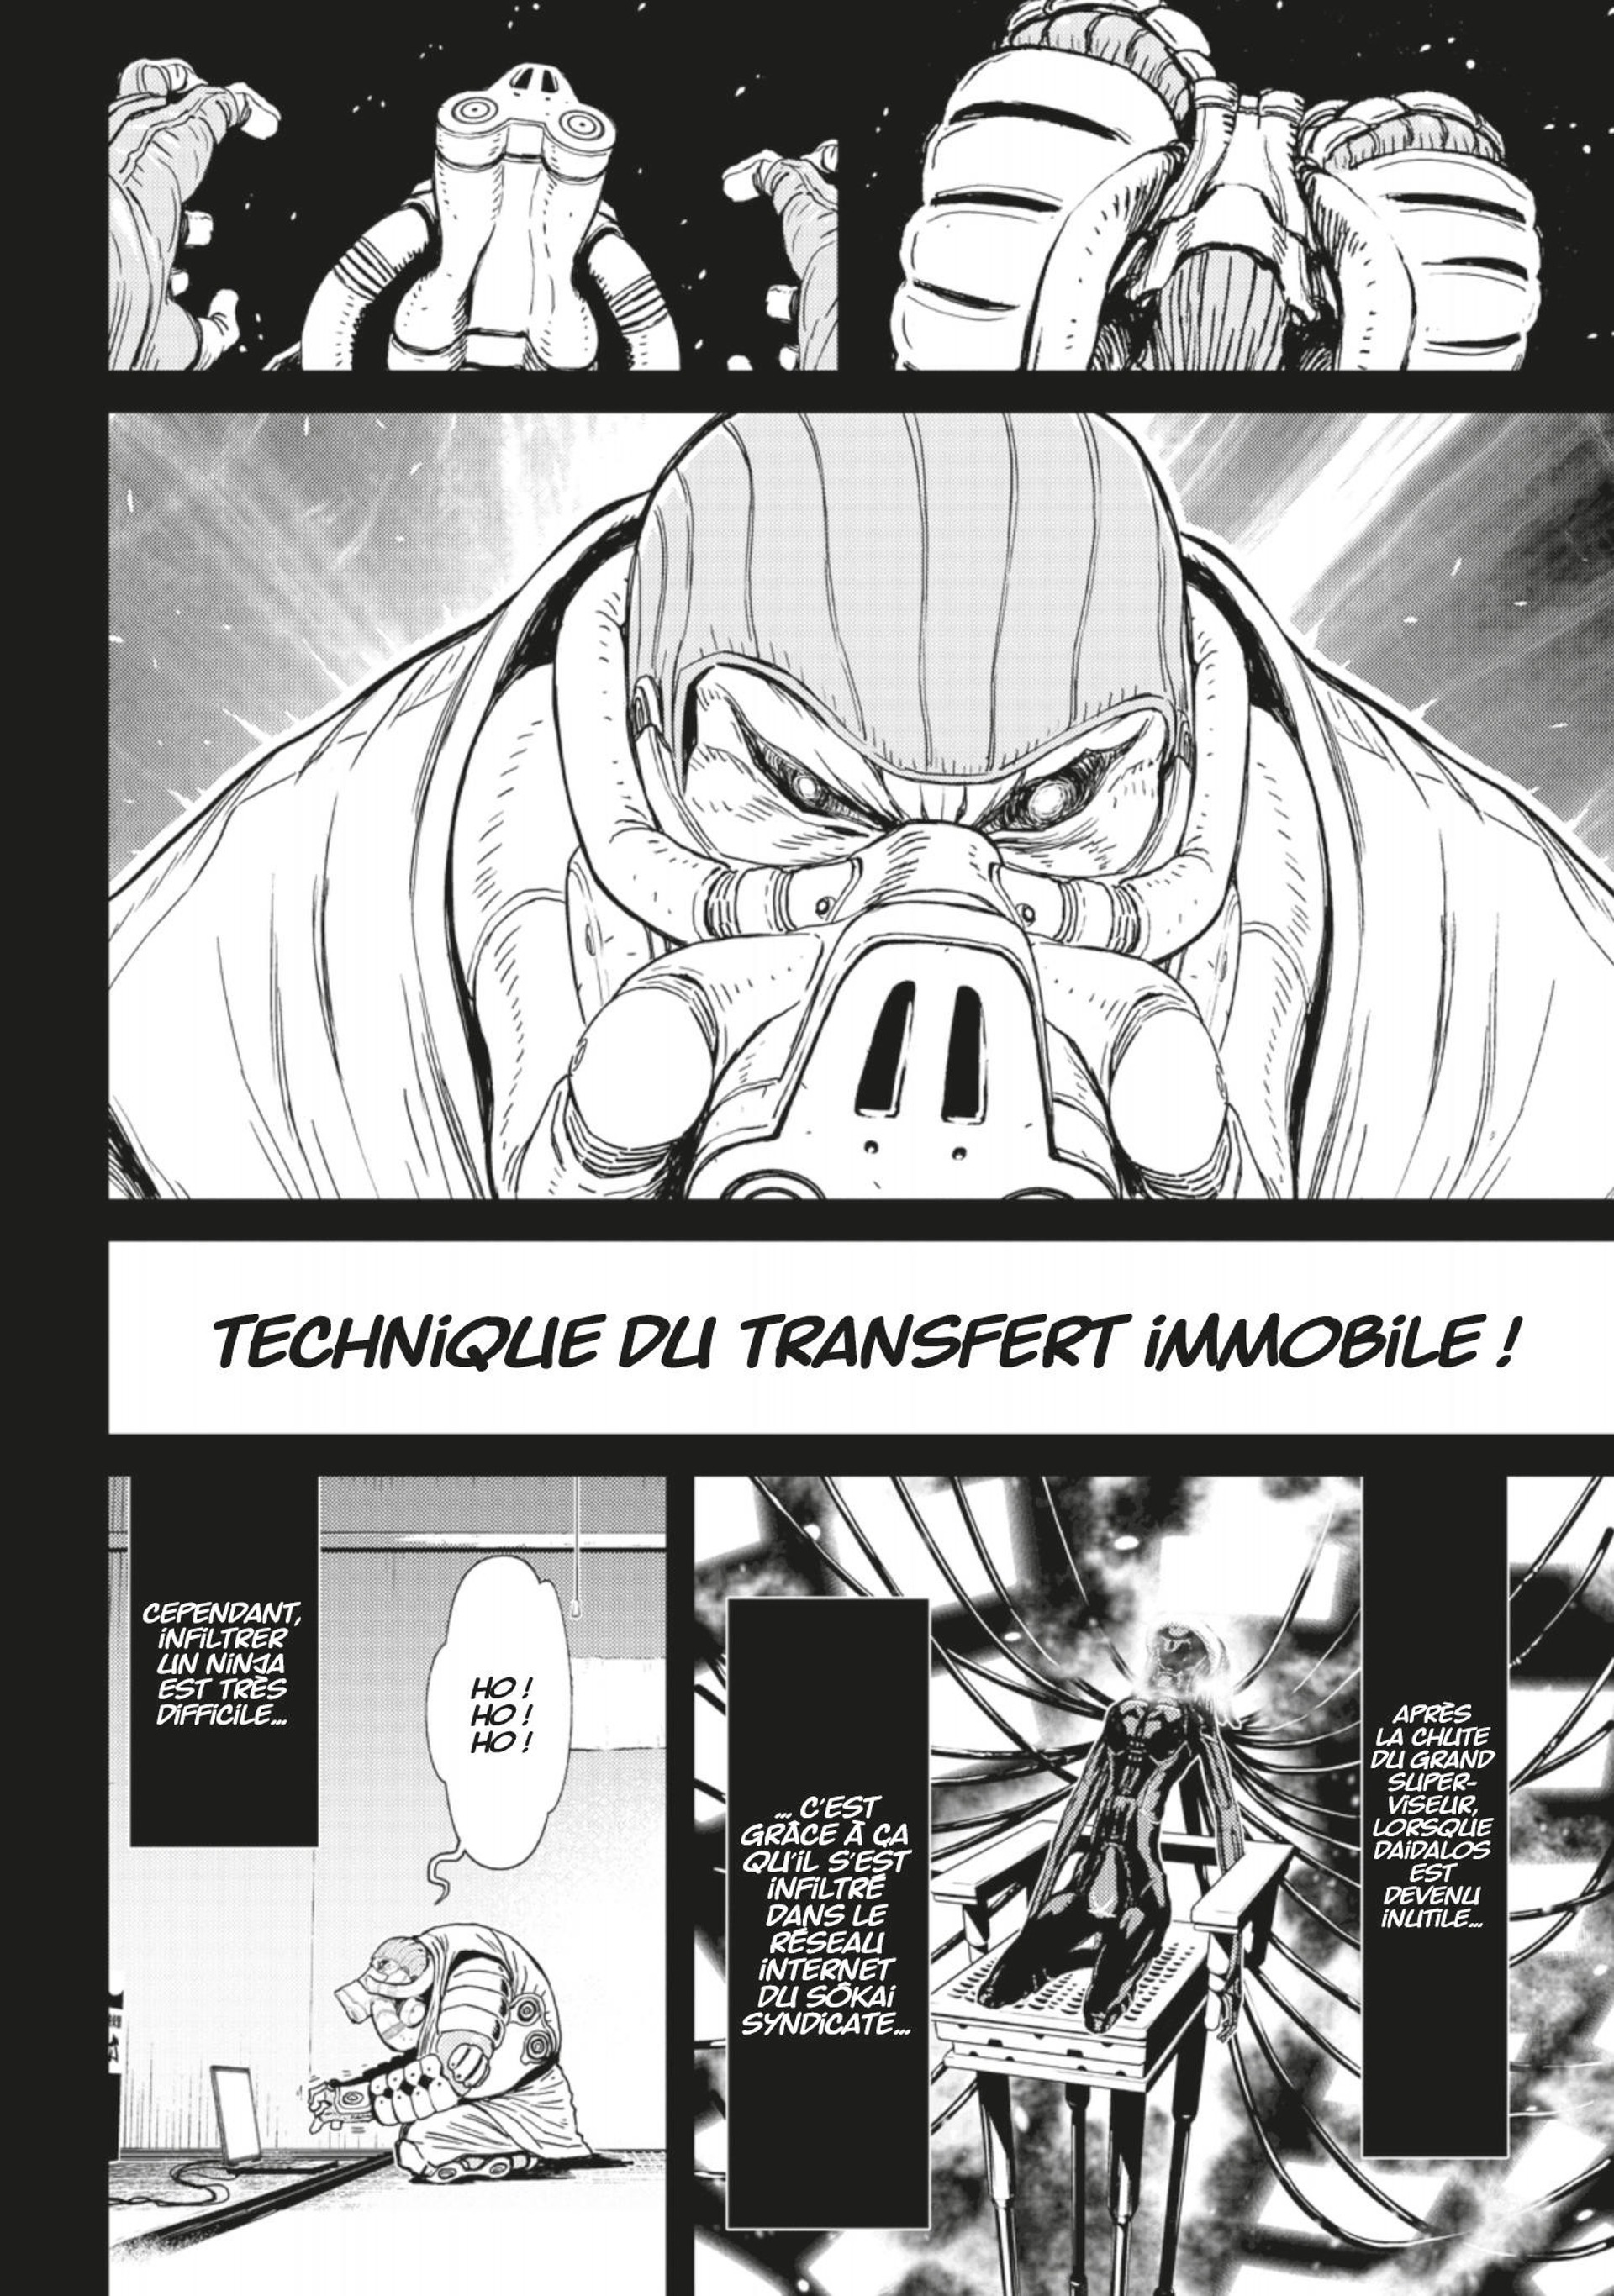 TECHNIQUE DU TRANSFERT IMMOBILE !
APRÈS
LA CHUTE
DU GRAND
SUPER-
VISEUR,
LORSQUE
DAIDALOS
EST
DEVENU
INUTILE...
... C'EST
GRÂCE À ÇA
QU'IL S'EST
INFILTRÉ
DANS LE
RÉSEAU
INTERNET
DU SÔKAI
SYNDICATE...
HO !
HO !
HO !
CEPENDANT,
INFILTRER
UN NINJA
EST TRÈS
DIFFICILE...